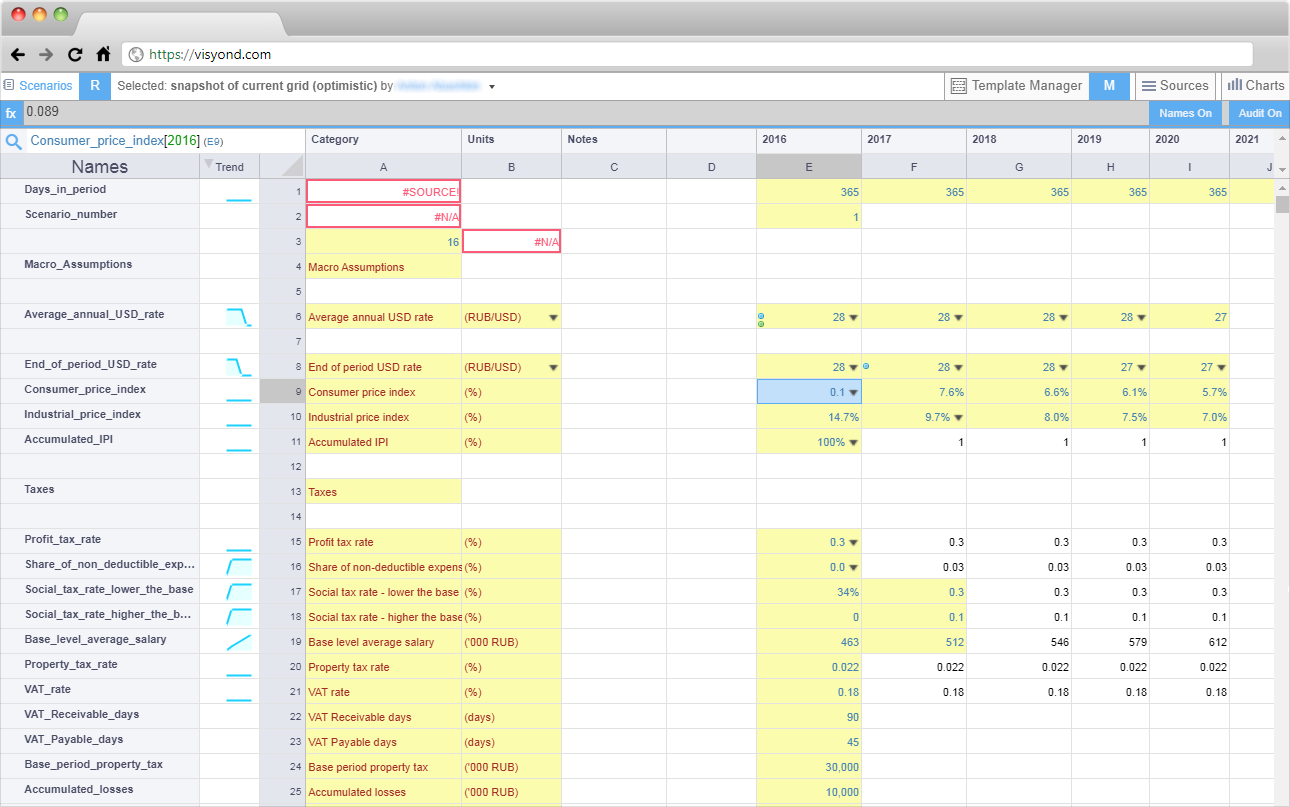 https://visyond.com
Scenarios R Selected: snapshot of current grid (optimistic) by Template Manager M Sources Charts
fx 0.089 Names On Audit On
Consumer_price_index[2016] (E9) Category Units Notes 2016 2017 2018 2019 2020 2021
Names Trend A B C D E F G H I J
Days_in_period 1 #SOURCE! 365 365 365 365 365
Scenario_number 2 #N/A 1
3 16 #N/A
Macro_Assumptions 4 Macro Assumptions
5
Average_annual_USD_rate 6 Average annual USD rate (RUB/USD) 28 28 28 28 27
7
End_of_period_USD_rate 8 End of period USD rate (RUB/USD) 28 28 28 27 27
Consumer_price_index 9 Consumer price index (%) 0.1 7.6% 6.6% 6.1% 5.7%
Industrial_price_index 10 Industrial price index (%) 14.7% 9.7% 8.0% 7.5% 7.0%
Accumulated_IPI 11 Accumulated IPI (%) 100% 1 1 1 1
12
Taxes 13 Taxes
14
Profit_tax_rate 15 Profit tax rate (%) 0.3 0.3 0.3 0.3 0.3
Share_of_non_deductible_expe... 16 Share of non-deductible expens (%) 0.0 0.03 0.03 0.03 0.03
Social_tax_rate_lower_the_base 17 Social tax rate - lower the base (%) 34% 0.3 0.3 0.3 0.3
Social_tax_rate_higher_the_b... 18 Social tax rate - higher the base (%) 0 0.1 0.1 0.1 0.1
Base_level_average_salary 19 Base level average salary ('000 RUB) 463 512 546 579 612
Property_tax_rate 20 Property tax rate (%) 0.022 0.022 0.022 0.022 0.022
VAT_rate 21 VAT rate (%) 0.18 0.18 0.18 0.18 0.18
VAT_Receivable_days 22 VAT Receivable days (days) 90
VAT_Payable_days 23 VAT Payable days (days) 45
Base_period_property_tax 24 Base period property tax ('000 RUB) 30,000
Accumulated_losses 25 Accumulated losses ('000 RUB) 10,000